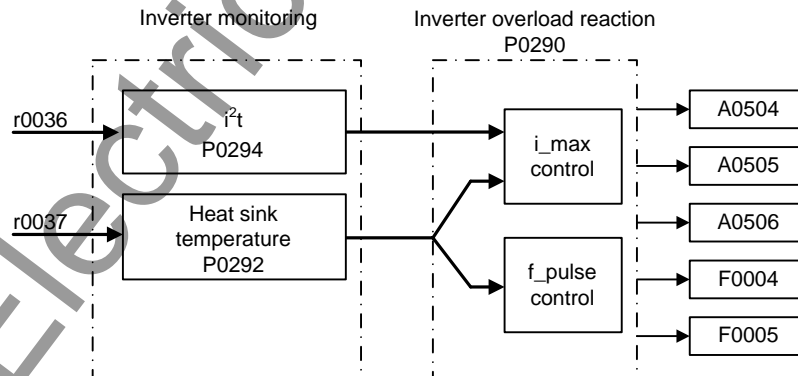 Inverter monitoring
Inverter overload reaction
P0290
r0036
i²t
P0294
r0037
Heat sink
temperature
P0292
i_max
control
f_pulse
control
A0504
A0505
A0506
F0004
F0005
Electric